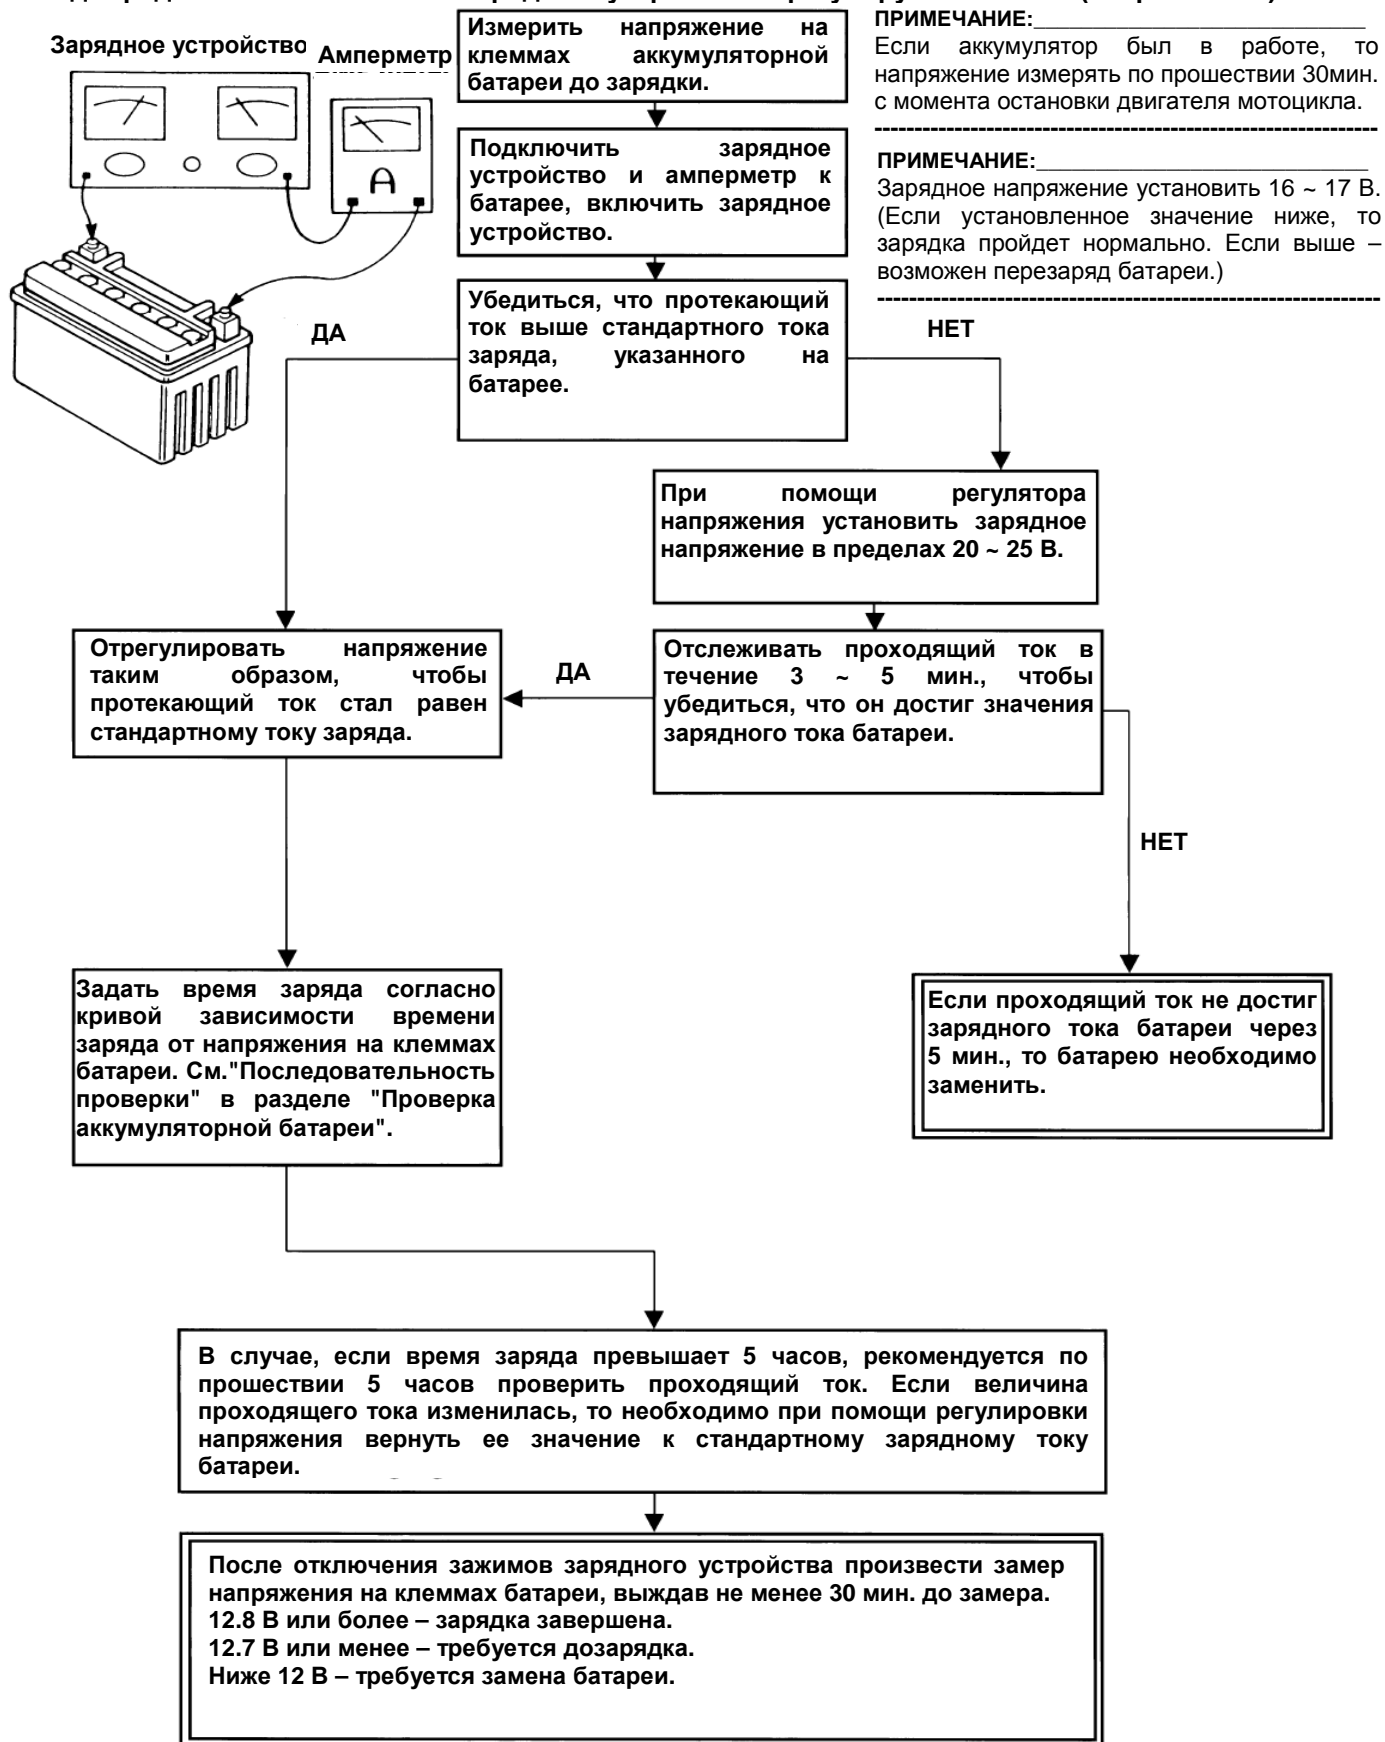 Зарядное устройство
Амперметр
Измерить напряжение на
клеммах аккумуляторной
батареи до зарядки.
ПРИМЕЧАНИЕ:
Если аккумулятор был в работе, то
напряжение измерять по прошествии 30мин.
с момента остановки двигателя мотоцикла.
A
Подключить зарядное
устройство и амперметр к
батарее, включить зарядное
устройство.
ПРИМЕЧАНИЕ:
Зарядное напряжение установить 16 ~ 17 В.
(Если установленное значение ниже, то
зарядка пройдет нормально. Если выше –
возможен перезаряд батареи.)
Убедиться, что протекающий
ток выше стандартного тока
заряда, указанного на
батарее.
ДА
НЕТ
При помощи регулятора
напряжения установить зарядное
напряжение в пределах 20 ~ 25 В.
Отрегулировать напряжение
таким образом, чтобы
протекающий ток стал равен
стандартному току заряда.
ДА
Отслеживать проходящий ток в
течение 3 ~ 5 мин., чтобы
убедиться, что он достиг значения
зарядного тока батареи.
НЕТ
Задать время заряда согласно
кривой зависимости времени
заряда от напряжения на клеммах
батареи. См."Последовательность
проверки" в разделе "Проверка
аккумуляторной батареи".
Если проходящий ток не достиг
зарядного тока батареи через
5 мин., то батарею необходимо
заменить.
В случае, если время заряда превышает 5 часов, рекомендуется по
прошествии 5 часов проверить проходящий ток. Если величина
проходящего тока изменилась, то необходимо при помощи регулировки
напряжения вернуть ее значение к стандартному зарядному току
батареи.
После отключения зажимов зарядного устройства произвести замер
напряжения на клеммах батареи, выждав не менее 30 мин. до замера.
12.8 В или более – зарядка завершена.
12.7 В или менее – требуется дозарядка.
Ниже 12 В – требуется замена батареи.